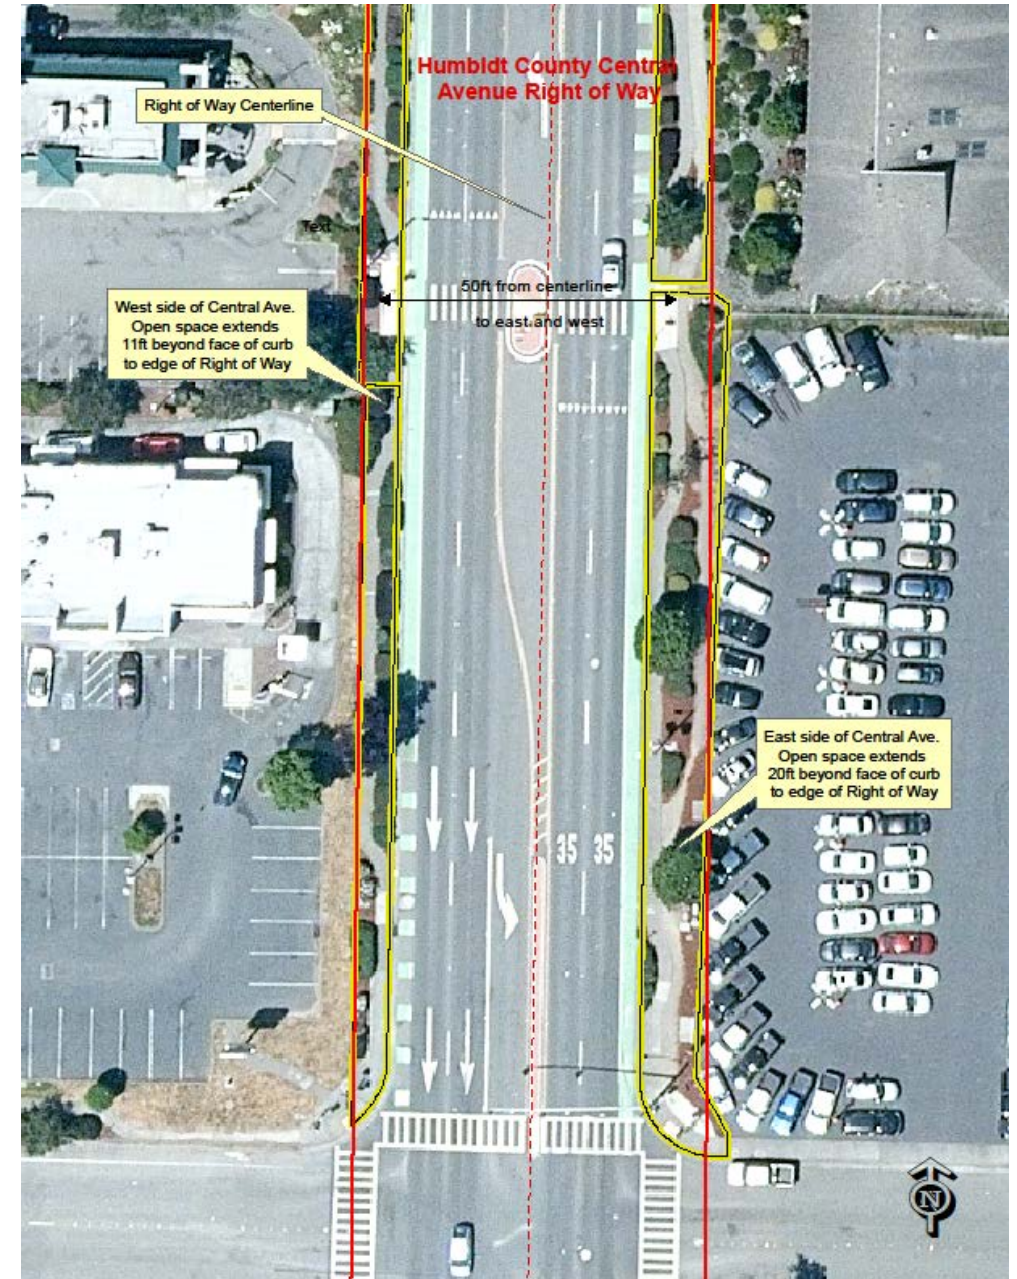 Humbldt County Central
Avenue Right of Way
Right of Way Centerline
Text
50ft from centerline
to east and west
West side of Central Ave.
Open space extends
11ft beyond face of curb
to edge of Right of Way
East side of Central Ave.
Open space extends
20ft beyond face of curb
to edge of Right of Way
35 35
N